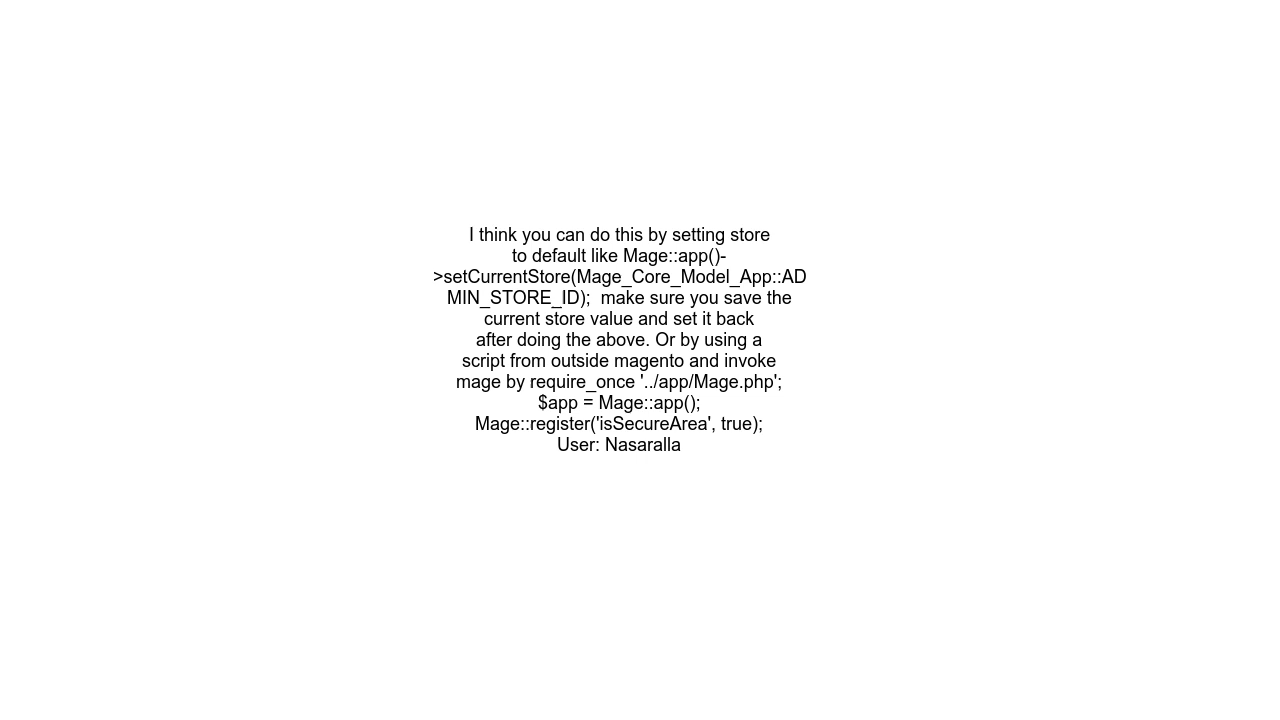 I think you can do this by setting store
to default like Mage::app()-
>setCurrentStore(Mage_Core_Model_App::AD
MIN_STORE_ID);  make sure you save the
current store value and set it back
after doing the above. Or by using a
script from outside magento and invoke
mage by require_once '../app/Mage.php';
$app = Mage::app();
Mage::register('isSecureArea', true);
User: Nasaralla